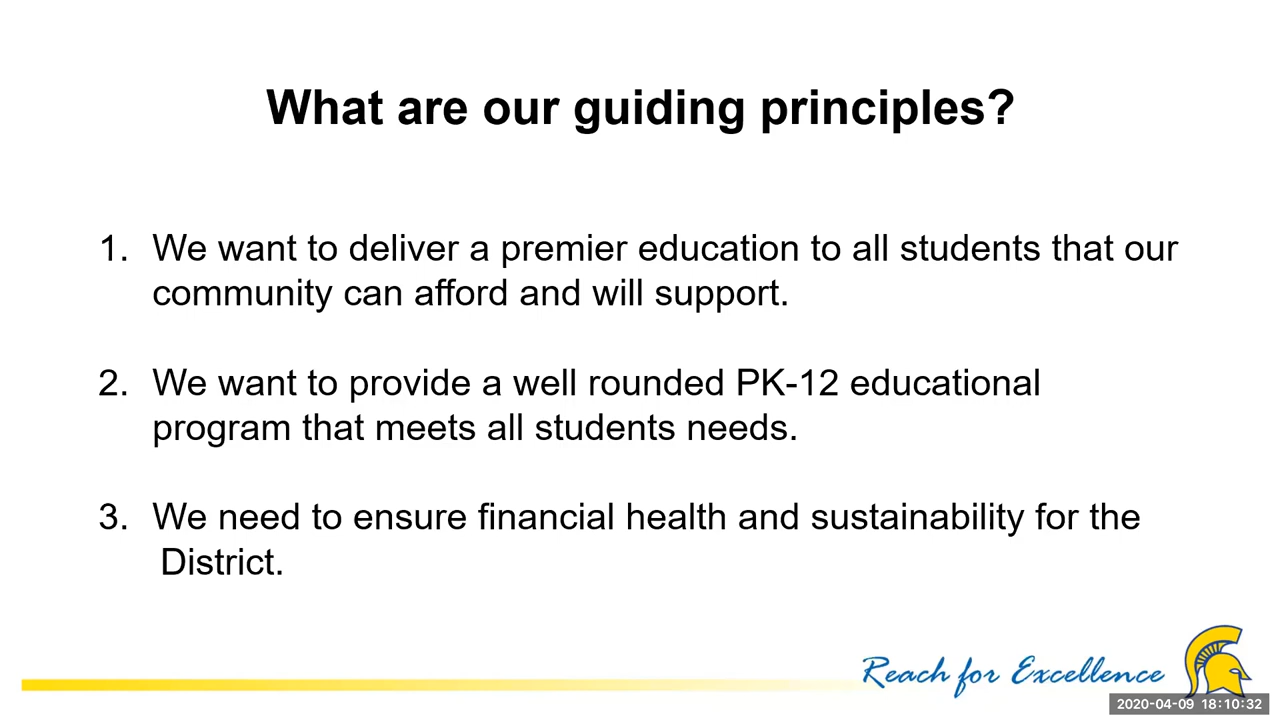 What are our guiding principles?
1. We want to deliver a premier education to all students that our
community can afford and will support.
2. We want to provide a well rounded PK-12 educational
program that meets all students needs.
3. We need to ensure financial health and sustainability for the
District.
Reach for Excellence
2020-04-09 18:10:32